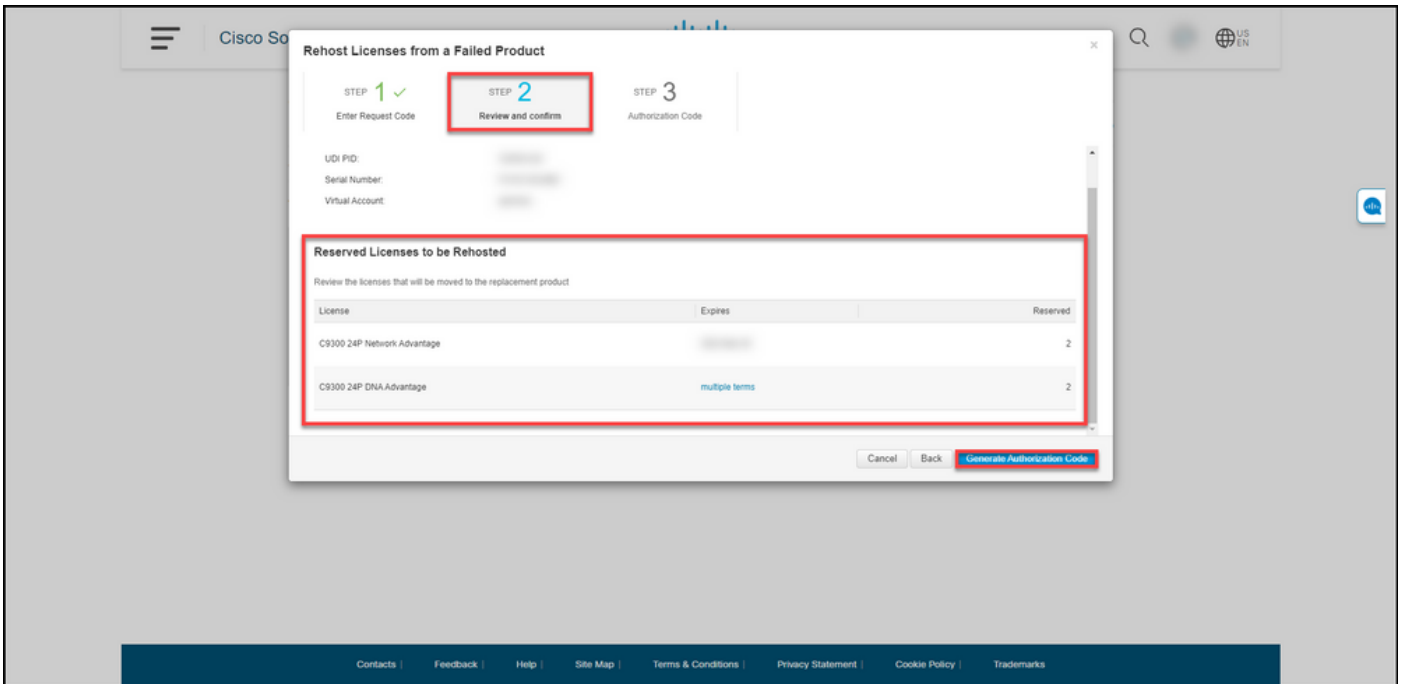 Cisco So
US
EN
Rehost Licenses from a Failed Product
×
STEP 1 ✓
Enter Request Code
STEP 2
Review and confirm
STEP 3
Authorization Code
UDI PID:
Serial Number:
Virtual Account:
Reserved Licenses to be Rehosted
Review the licenses that will be moved to the replacement product
License Expires Reserved
C9300 24P Network Advantage 2
C9300 24P DNA Advantage multiple terms 2
Cancel Back Generate Authorization Code
Contacts | Feedback | Help | Site Map | Terms & Conditions | Privacy Statement | Cookie Policy | Trademarks